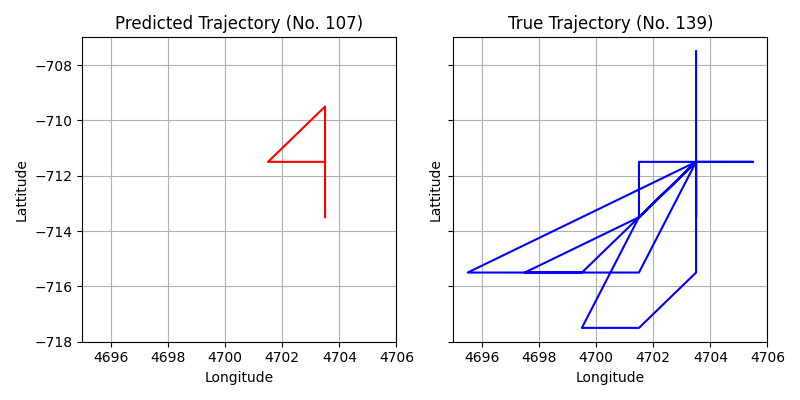 Predicted Trajectory (No. 107)
True Trajectory (No. 139)
−708
−710
−712
−714
−716
−718
Lattitude
Lattitude
4696 4698 4700 4702 4704 4706
4696 4698 4700 4702 4704 4706
Longitude
Longitude